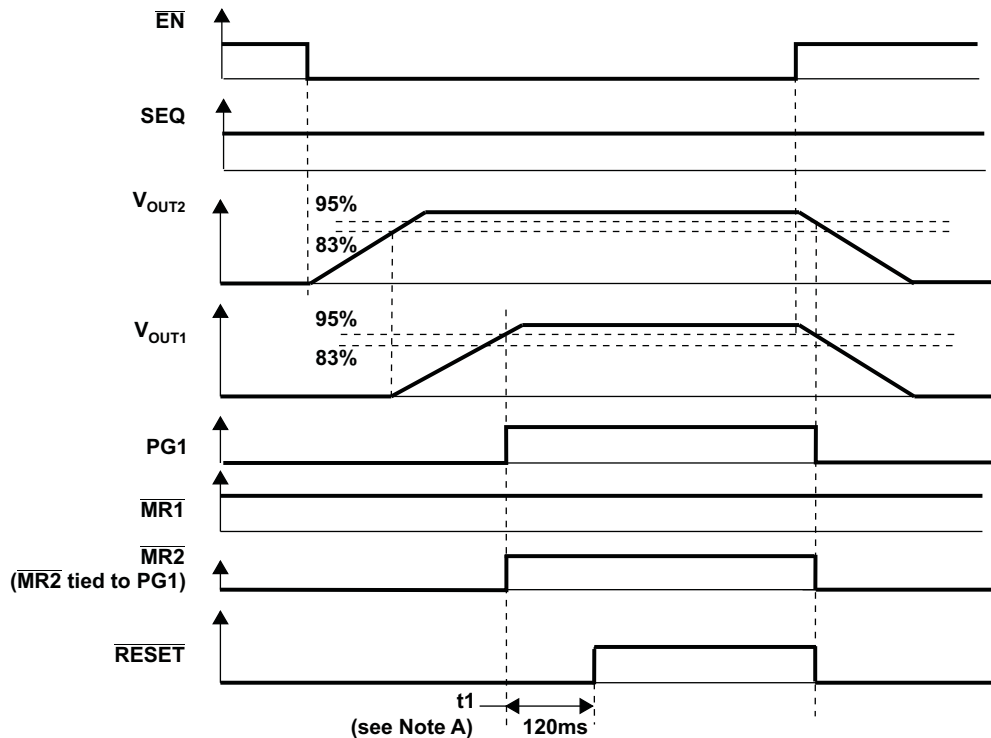 EN
SEQ
VOUT2
95%
83%
VOUT1
95%
83%
PG1
MR1
MR2
(MR2 tied to PG1)
RESET
t1
(see Note A)
120ms